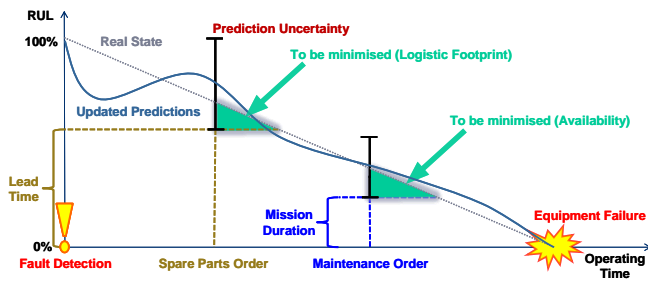 RUL
Prediction Uncertainty
100%
Real State
To be minimised (Logistic Footprint)
Updated Predictions
To be minimised (Availability)
Lead
Time
Mission
Duration
Equipment Failure
0%
Operating
Time
Fault Detection
Spare Parts Order
Maintenance Order